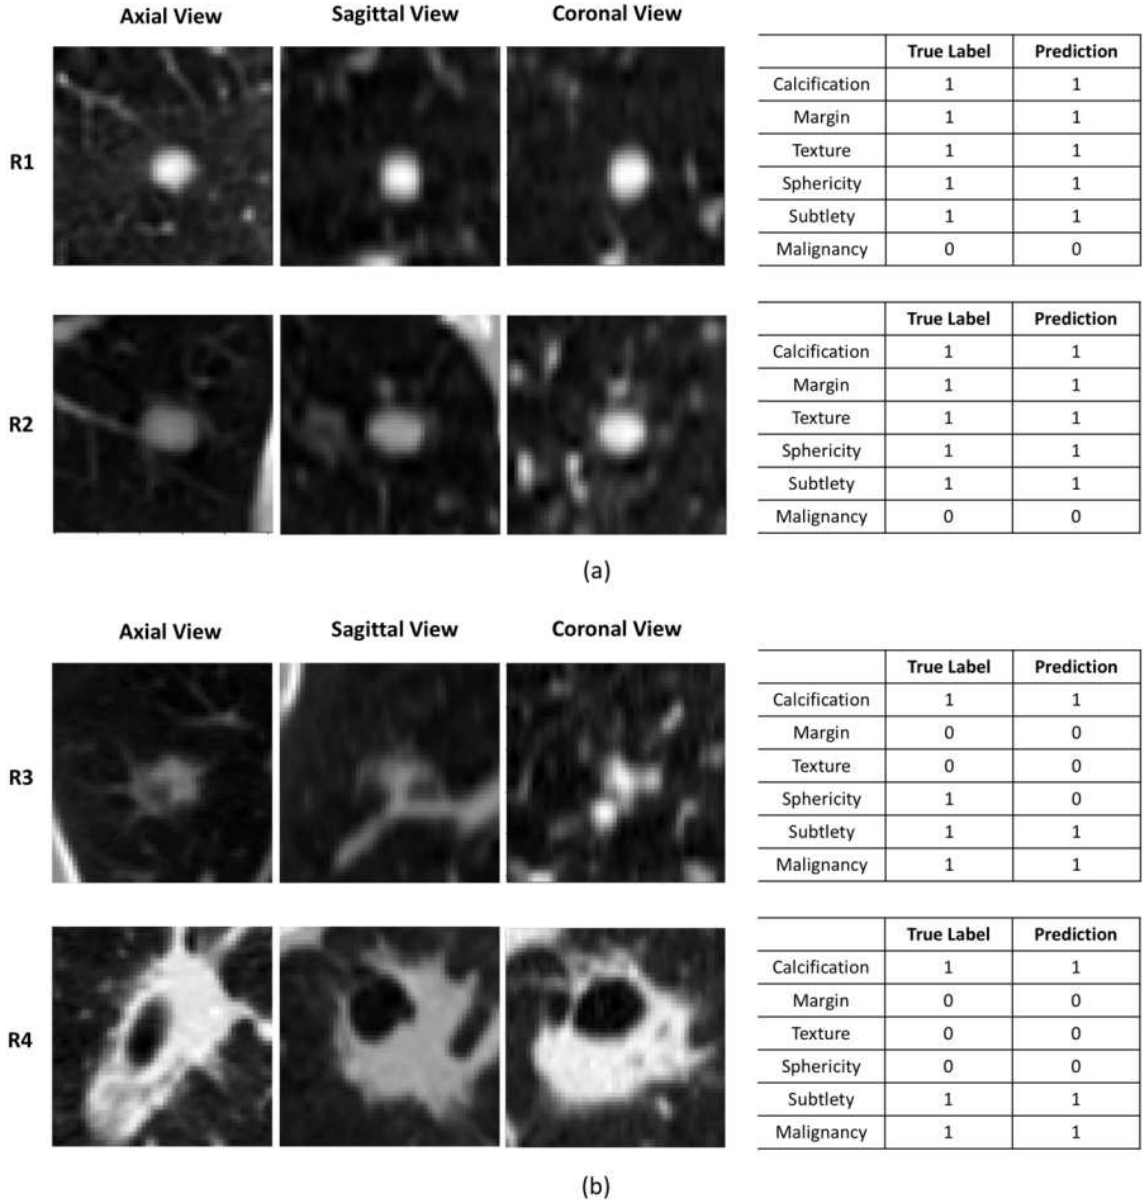 Axial View Sagittal View Coronal View
R1
True Label Prediction
Calcification 1 1
Margin 1 1
Texture 1 1
Sphericity 1 1
Subtlety 1 1
Malignancy 0 0
R2
True Label Prediction
Calcification 1 1
Margin 1 1
Texture 1 1
Sphericity 1 1
Subtlety 1 1
Malignancy 0 0
(a)
Axial View Sagittal View Coronal View
R3
True Label Prediction
Calcification 1 1
Margin 0 0
Texture 0 0
Sphericity 1 0
Subtlety 1 1
Malignancy 1 1
R4
True Label Prediction
Calcification 1 1
Margin 0 0
Texture 0 0
Sphericity 0 0
Subtlety 1 1
Malignancy 1 1
(b)